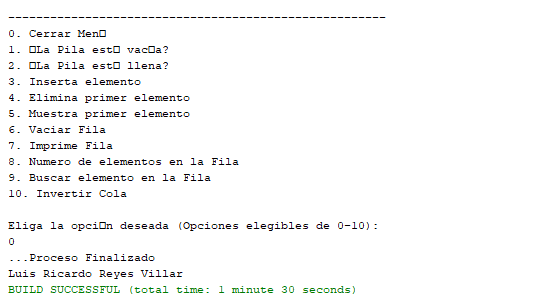 -------------------------------------------------------
0. Cerrar Men□
1. □La Pila est□ vac□a?
2. □La Pila est□ llena?
3. Inserta elemento
4. Elimina primer elemento
5. Muestra primer elemento
6. Vaciar Fila
7. Imprime Fila
8. Numero de elementos en la Fila
9. Buscar elemento en la Fila
10. Invertir Cola
Eliga la opci□n deseada (Opciones elegibles de 0-10):
0
...Proceso Finalizado
Luis Ricardo Reyes Villar
BUILD SUCCESSFUL (total time: 1 minute 30 seconds)